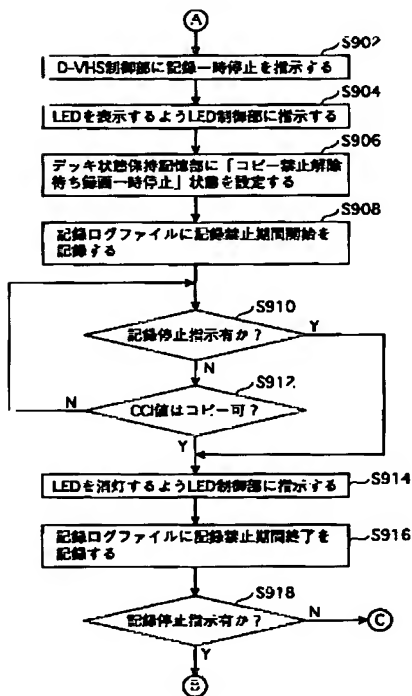 A
S902
D-VHS制御部に記録一時停止を指示する
S904
LEDを表示するようLED制御部に指示する
S906
デッキ状態保持記憶部に「コピー禁止解除
待ち録画一時停止」状態を設定する
S908
記録ログファイルに記録禁止期間開始を
記録する
S910
記録停止指示有か?
Y
N
S912
CCI値はコピー可?
N
Y
S914
LEDを消灯するようLED制御部に指示する
S916
記録ログファイルに記録禁止期間終了を
記録する
S918
記録停止指示有か?
N
C
Y
B